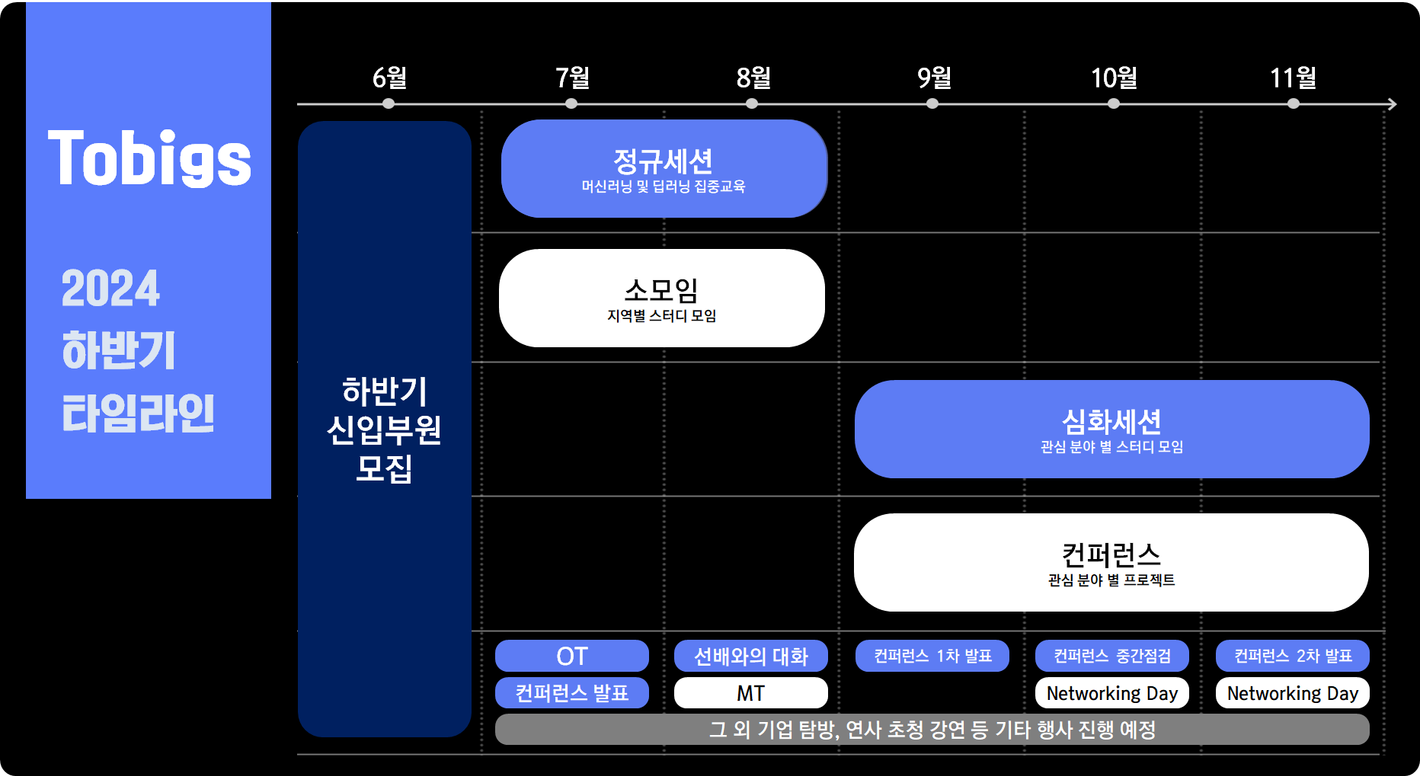 Tobigs
2024
하반기
타임라인
6월
7월
8월
9월
10월
11월
하반기
신입부원
모집
정규세션
머신러닝 및 딥러닝 집중교육
소모임
지역별 스터디 모임
심화세션
관심 분야 별 스터디 모임
컨퍼런스
관심 분야 별 프로젝트
OT
선배와의 대화
컨퍼런스 1차 발표
컨퍼런스 중간점검
컨퍼런스 2차 발표
컨퍼런스 발표
MT
Networking Day
Networking Day
그 외 기업 탐방, 연사 초청 강연 등 기타 행사 진행 예정